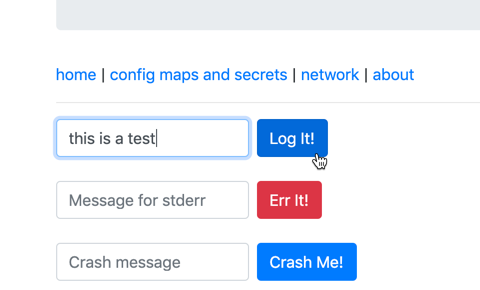 home | config maps and secrets | network | about
this is a test Log It!
Message for stderr Err It!
Crash message Crash Me!